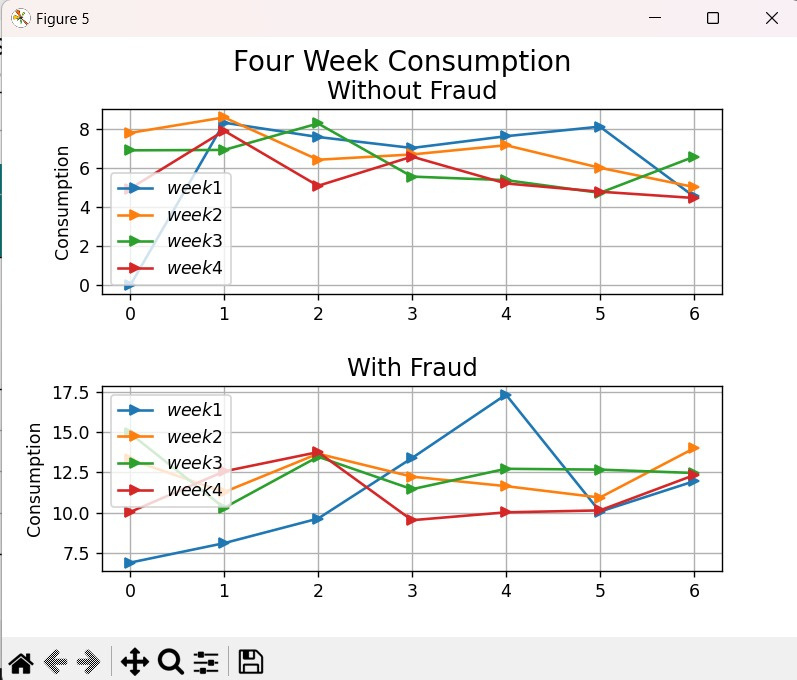 Figure 5
Four Week Consumption
Without Fraud
Consumption
8
6
4
2
0
week1
week2
week3
week4
0 1 2 3 4 5 6
With Fraud
Consumption
17.5
15.0
12.5
10.0
7.5
week1
week2
week3
week4
0 1 2 3 4 5 6